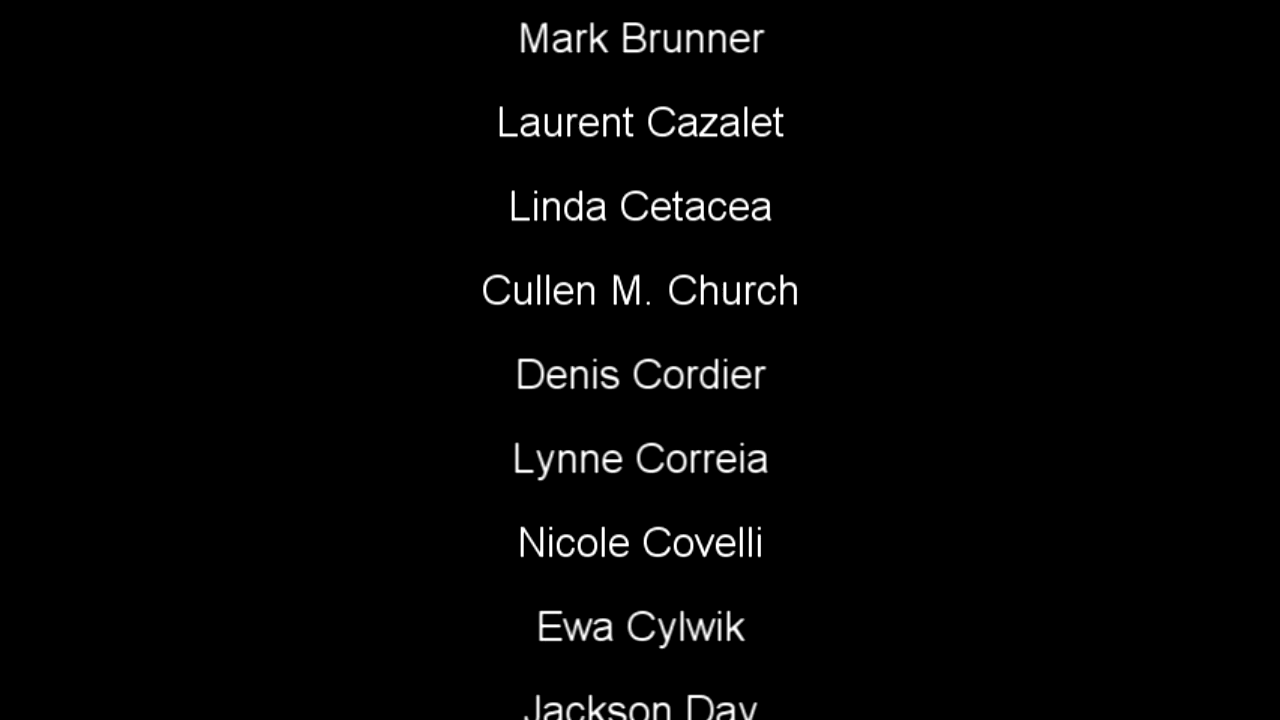 Mark Brunner
Laurent Cazalet
Linda Cetacea
Cullen M. Church
Denis Cordier
Lynne Correia
Nicole Covelli
Ewa Cylwik
Jackson Day